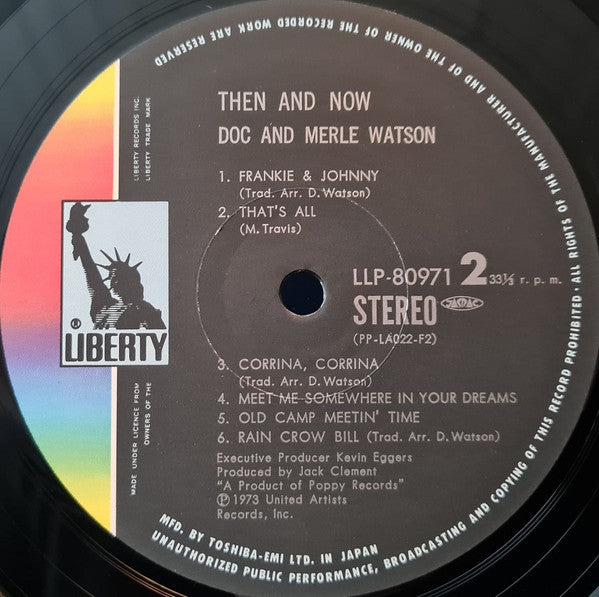 THEN AND NOW
DOC AND MERLE WATSON
1. FRANKIE & JOHNNY
(Trad. Arr. D. Watson)
2. THAT'S ALL
(M. Travis)
LLP-80971 2 33⅓ r. p. m.
STEREO JASRAC
(PP-LA022-F2)
3. CORRINA, CORRINA
(Trad. Arr. D. Watson)
4. MEET ME SOMEWHERE IN YOUR DREAMS
5. OLD CAMP MEETIN' TIME
6. RAIN CROW BILL (Trad. Arr. D. Watson)
Executive Producer Kevin Eggers
Produced by Jack Clement
"A Product of Poppy Records"
Ⓟ1973 United Artists
Records, Inc.
LIBERTY RECORDS INC.
LIBERTY TRADE MARK
®
LIBERTY
MADE UNDER LICENCE FROM
OWNERS OF THE
MFD. BY TOSHIBA-EMI LTD. IN JAPAN
ALL RIGHTS OF THE MANUFACTURER AND OF THE OWNER OF THE RECORDED WORK ARE RESERVED
UNAUTHORIZED PUBLIC PERFORMANCE, BROADCASTING AND COPYING OF THIS RECORD PROHIBITED ·